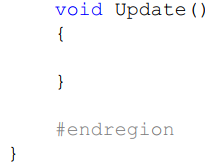 void Update()
    {

    }

    #endregion
}